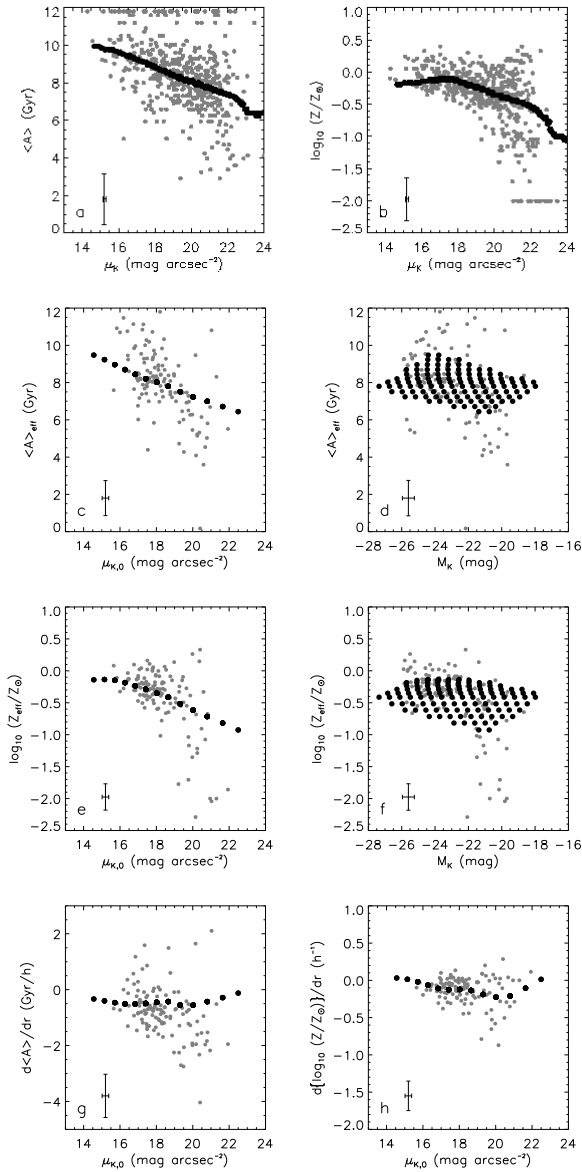 12
10
8
6
4
2
0
<A> (Gyr)
a
14 16 18 20 22 24
μK (mag arcsec⁻²)
1.0
0.5
0.0
−0.5
−1.0
−1.5
−2.0
−2.5
log₁₀ (Z/Z⊙)
b
14 16 18 20 22 24
μK (mag arcsec⁻²)
12
10
8
6
4
2
0
<A>eff (Gyr)
c
14 16 18 20 22 24
μK,0 (mag arcsec⁻²)
12
10
8
6
4
2
0
<A>eff (Gyr)
d
−28 −26 −24 −22 −20 −18 −16
MK (mag)
1.0
0.5
0.0
−0.5
−1.0
−1.5
−2.0
−2.5
log₁₀ (Zeff/Z⊙)
e
14 16 18 20 22 24
μK,0 (mag arcsec⁻²)
1.0
0.5
0.0
−0.5
−1.0
−1.5
−2.0
−2.5
log₁₀ (Zeff/Z⊙)
f
−28 −26 −24 −22 −20 −18 −16
MK (mag)
2
0
−2
−4
d<A>/dr (Gyr/h)
g
14 16 18 20 22 24
μK,0 (mag arcsec⁻²)
1.0
0.5
0.0
−0.5
−1.0
−1.5
−2.0
d[log₁₀ (Z/Z⊙)]/dr (h⁻¹)
h
14 16 18 20 22 24
μK,0 (mag arcsec⁻²)